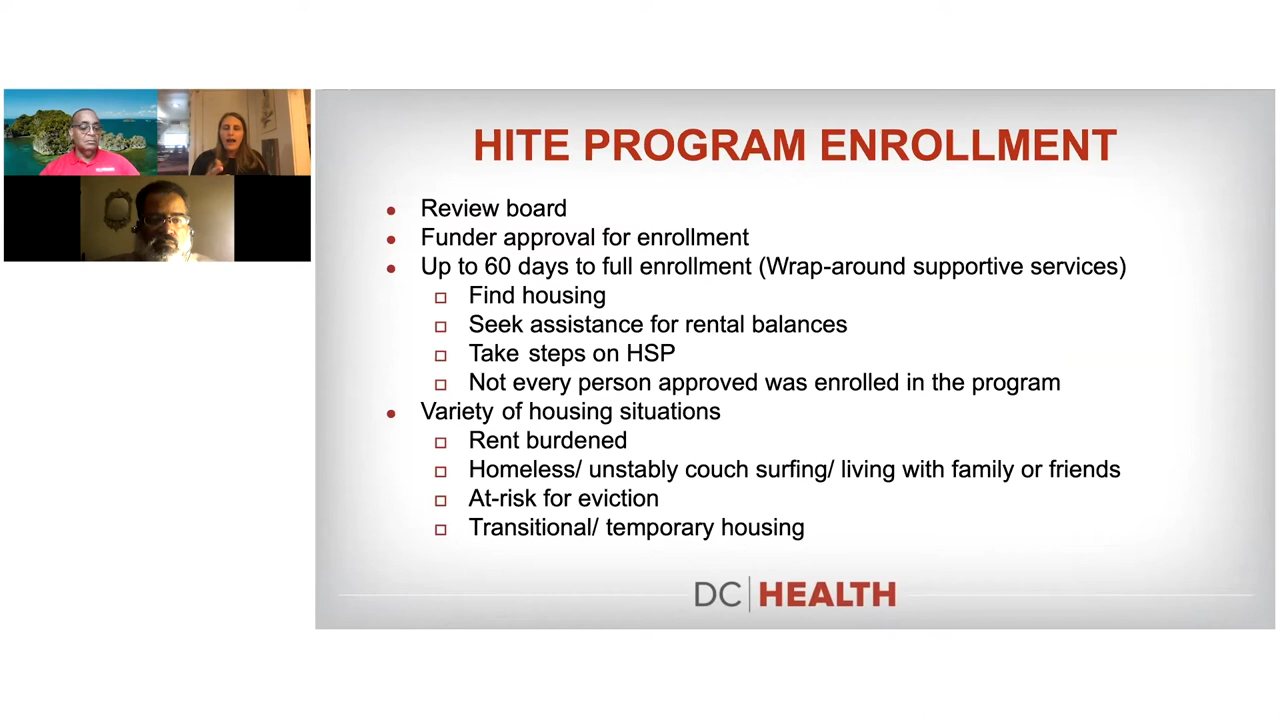 HITE PROGRAM ENROLLMENT
Review board
Funder approval for enrollment
Up to 60 days to full enrollment (Wrap-around supportive services)
Find housing
Seek assistance for rental balances
Take steps on HSP
Not every person approved was enrolled in the program
Variety of housing situations
Rent burdened
Homeless/ unstably couch surfing/ living with family or friends
At-risk for eviction
Transitional/ temporary housing
DC HEALTH